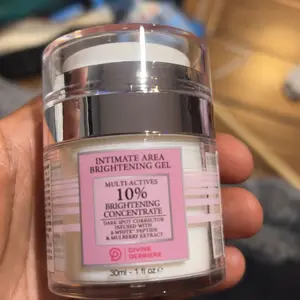 INTIMATE AREA
BRIGHTENING GEL
MULTI-ACTIVES
10%
BRIGHTENING
CONCENTRATE
DARK SPOT CORRECTOR
INFUSED WITH
B-WHITE™ PEPTIDE
& MULBERRY EXTRACT
DIVINE
DERRIERE
30ml - 1 fl oz